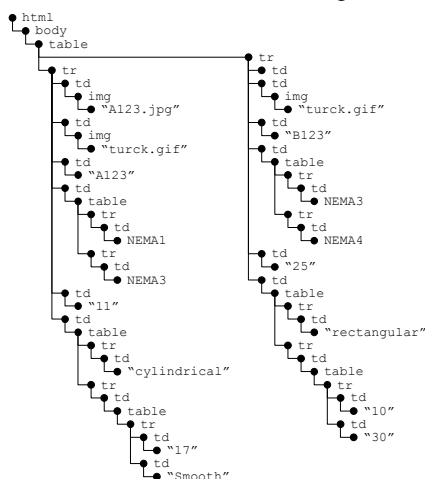 html
body
table
tr
td
img
"A123.jpg"
td
img
"turck.gif"
td
"A123"
td
table
tr
td
NEMA1
tr
td
NEMA3
td
"11"
td
table
tr
td
"cylindrical"
tr
td
table
tr
td
"17"
td
"Smooth"
tr
td
td
img
"turck.gif"
td
"B123"
td
table
tr
td
NEMA3
tr
td
NEMA4
td
"25"
td
table
tr
td
"rectangular"
tr
td
table
tr
td
"10"
td
"30"